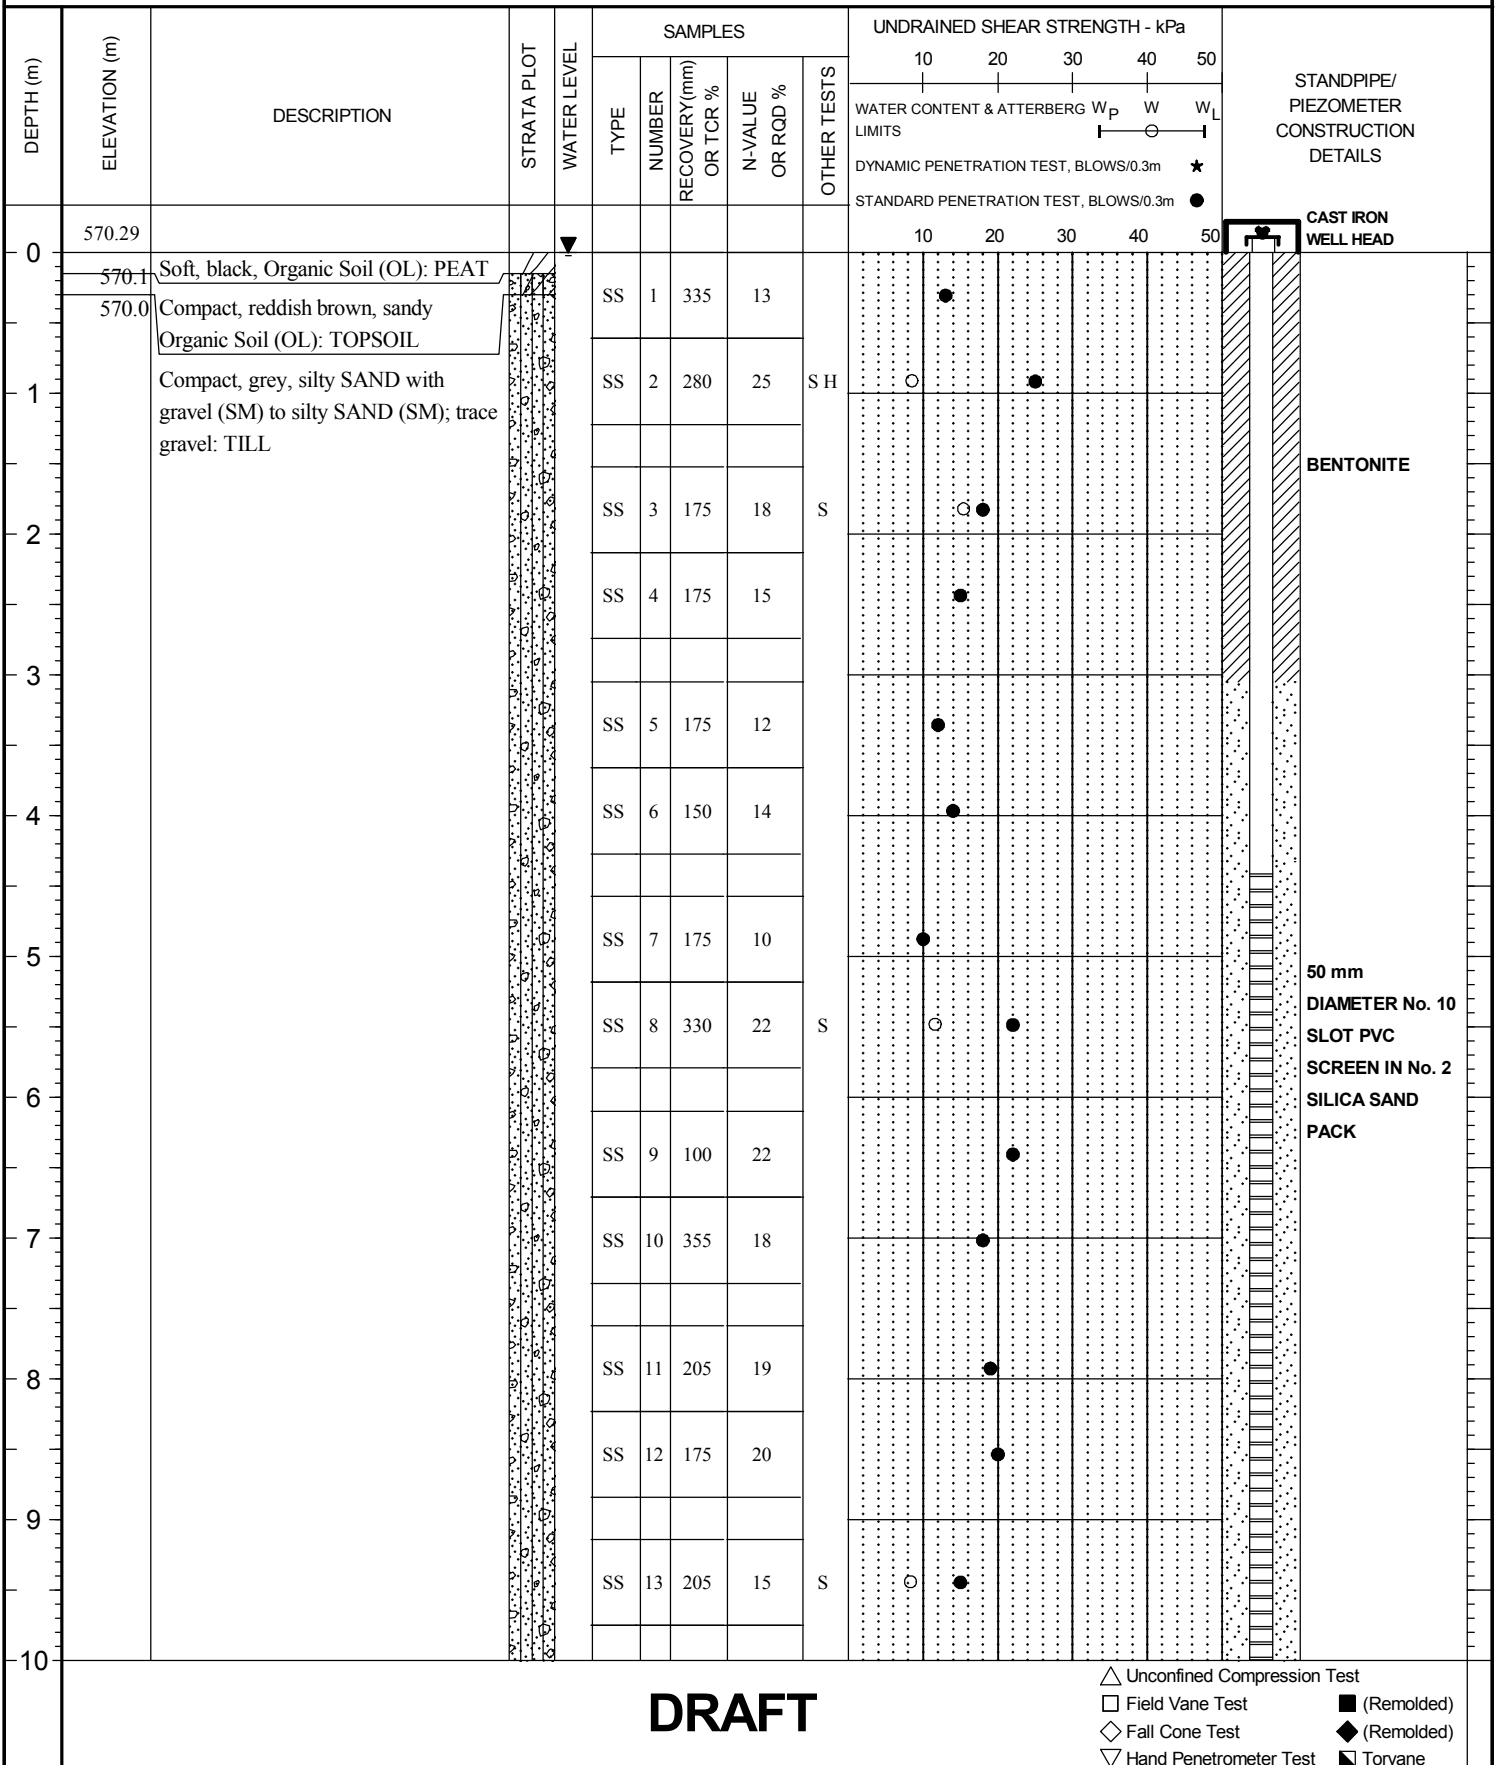 DEPTH (m)
ELEVATION (m)
DESCRIPTION
STRATA PLOT
WATER LEVEL
SAMPLES
TYPE
NUMBER
RECOVERY(mm)
OR TCR %
N-VALUE
OR RQD %
OTHER TESTS
UNDRAINED SHEAR STRENGTH - kPa
10 20 30 40 50
WATER CONTENT & ATTERBERG W P W W L
LIMITS
DYNAMIC PENETRATION TEST, BLOWS/0.3m
STANDARD PENETRATION TEST, BLOWS/0.3m
10 20 30 40 50
STANDPIPE/
PIEZOMETER
CONSTRUCTION
DETAILS
CAST IRON
WELL HEAD
0
570.29
570.1
Soft, black, Organic Soil (OL): PEAT
570.0
Compact, reddish brown, sandy
Organic Soil (OL): TOPSOIL
Compact, grey, silty SAND with
gravel (SM) to silty SAND (SM); trace
gravel: TILL
SS 1 335 13
SS 2 280 25 S H
1
BENTONITE
SS 3 175 18 S
2
SS 4 175 15
3
SS 5 175 12
SS 6 150 14
4
SS 7 175 10
5
50 mm
DIAMETER No. 10
SLOT PVC
SCREEN IN No. 2
SILICA SAND
PACK
SS 8 330 22 S
6
SS 9 100 22
7
SS 10 355 18
SS 11 205 19
8
SS 12 175 20
9
SS 13 205 15 S
10
DRAFT
Unconfined Compression Test
Field Vane Test (Remolded)
Fall Cone Test (Remolded)
Hand Penetrometer Test Torvane